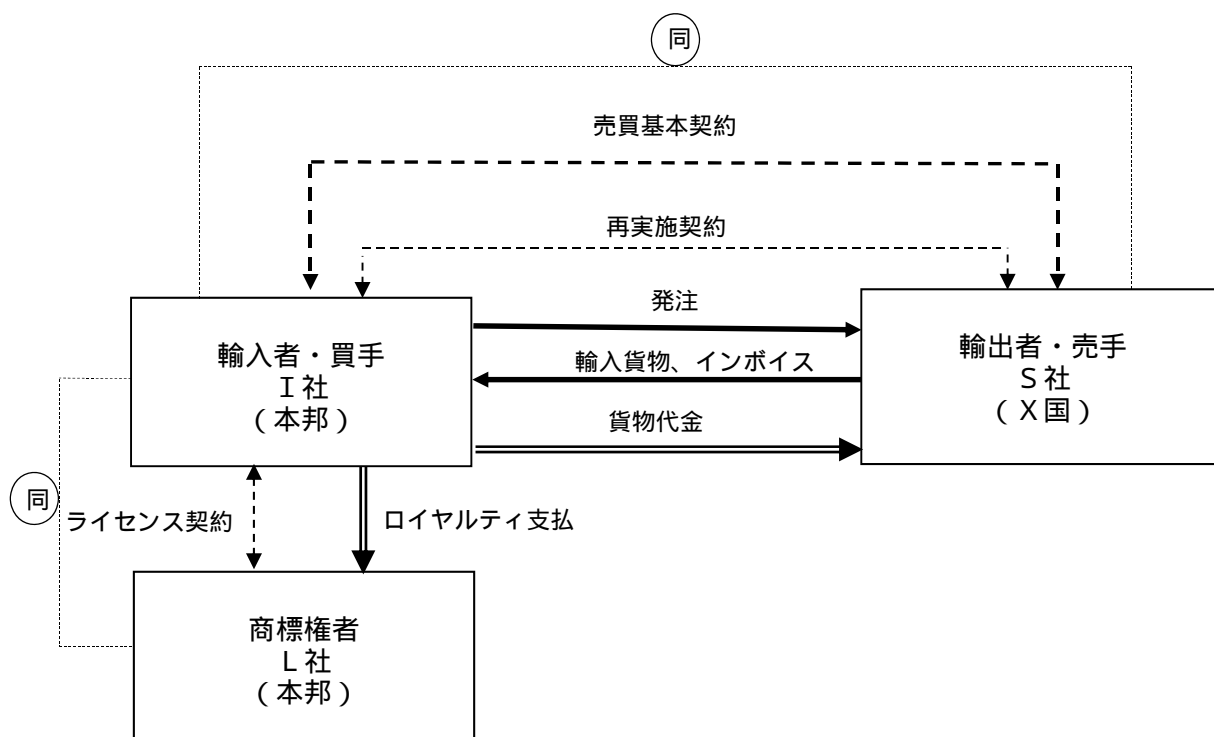 同
売買基本契約
再実施契約
発注
輸入者・買手
Ｉ社
（本邦）
輸入貨物、インボイス
貨物代金
輸出者・売手
Ｓ社
（Ｘ国）
同
ライセンス契約
ロイヤルティ支払
商標権者
Ｌ社
（本邦）